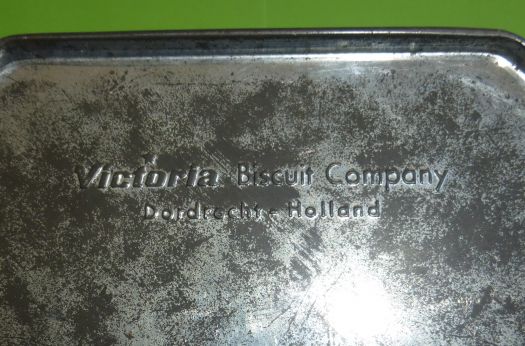 Victoria Biscuit Company
Dordrecht - Holland